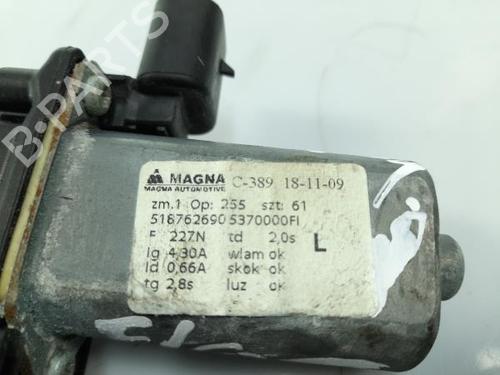 B-PARTS
MAGNA C-389 18-11-09
MAGNA AUTOMOTIVE
zm.1 Op: 255 szt: 61
518762690 5370000FI
F 227N td 2,0s L
Ig 4,30A wlam ok
Id 0,66A skok ok
tg 2,8s luz ok